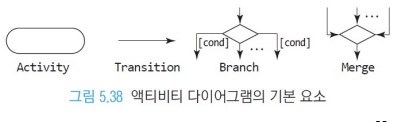 ...
[cond] ... [cond]
Activity Transition Branch Merge
그림 5.38 액티비티 다이어그램의 기본 요소